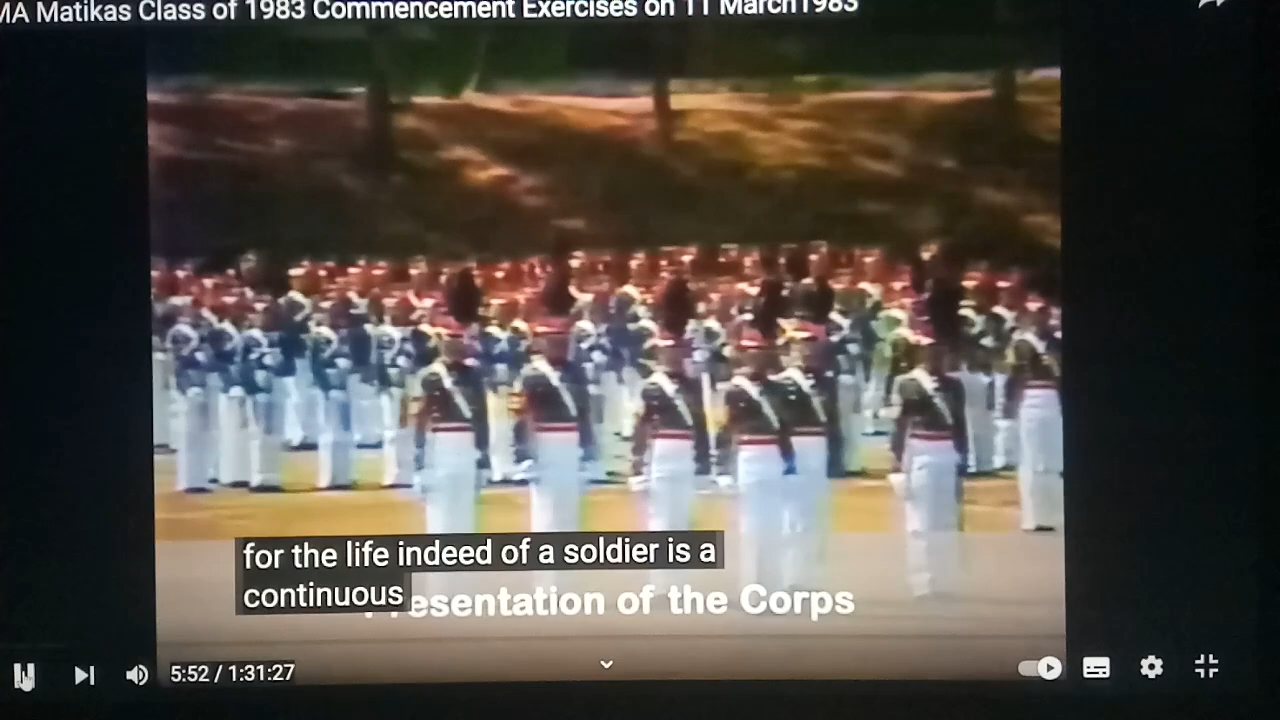 MA Matikas Class of 1983 Commencement Exercises on 11 March1983
for the life indeed of a soldier is a
continuous
esentation of the Corps
5:52 / 1:31:27